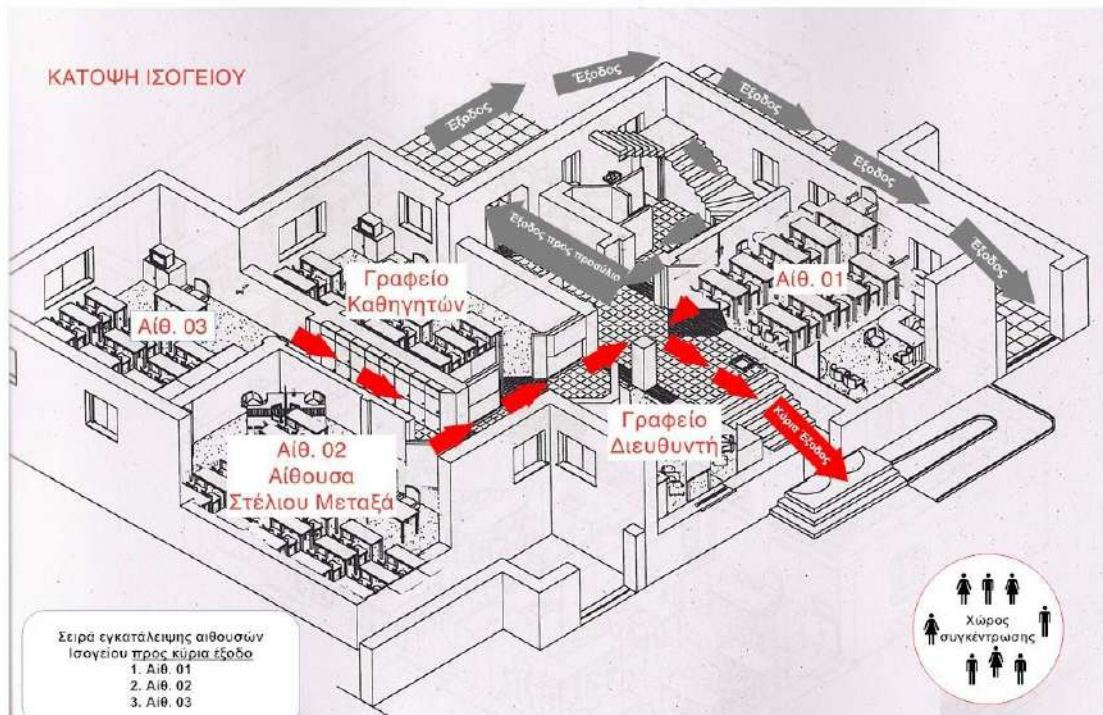 ΚΑΤΟΨΗ ΙΣΟΓΕΙΟΥ
Έξοδος
Έξοδος
Έξοδος
Έξοδος
Έξοδος
Έξοδος προς προαύλιο
Γραφείο
Καθηγητών
Αίθ. 01
Αίθ. 03
Αίθ. 02
Αίθουσα
Στέλιου Μεταξά
Γραφείο
Διευθυντή
Κύρια Έξοδος
Σειρά εγκατάλειψης αιθουσών
Ισογείου προς κύρια έξοδο
1. Αίθ. 01
2. Αίθ. 02
3. Αίθ. 03
Χώρος
συγκέντρωσης